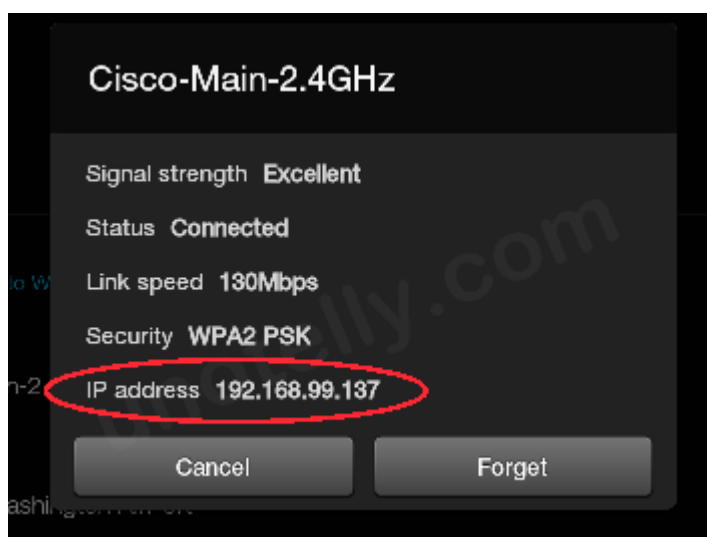 Cisco-Main-2.4GHz
Signal strength Excellent
Status Connected
Link speed 130Mbps
Security WPA2 PSK
n-2
IP address 192.168.99.137
Cancel Forget